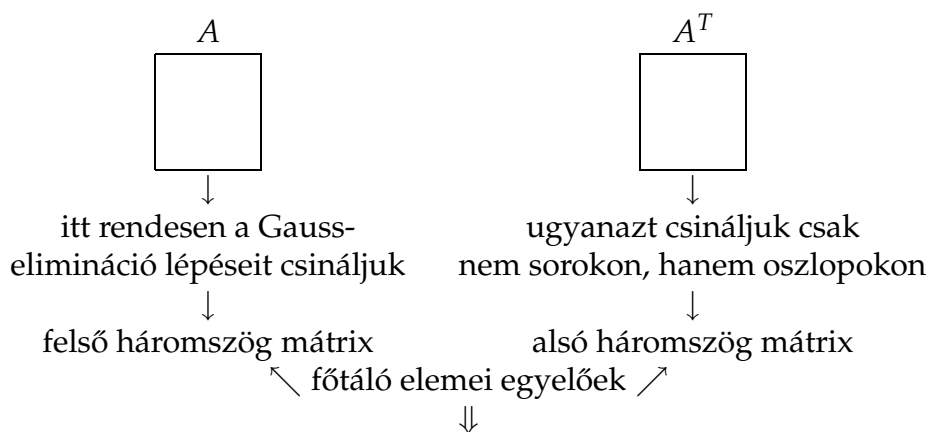 A A^T
↓ ↓
itt rendesen a Gauss- ugyanazt csináljuk csak
elimináció lépéseit csináljuk nem sorokon, hanem oszlopokon
↓ ↓
felső háromszög mátrix alsó háromszög mátrix
↖ főtáló elemei egyelőek ↗
⇓